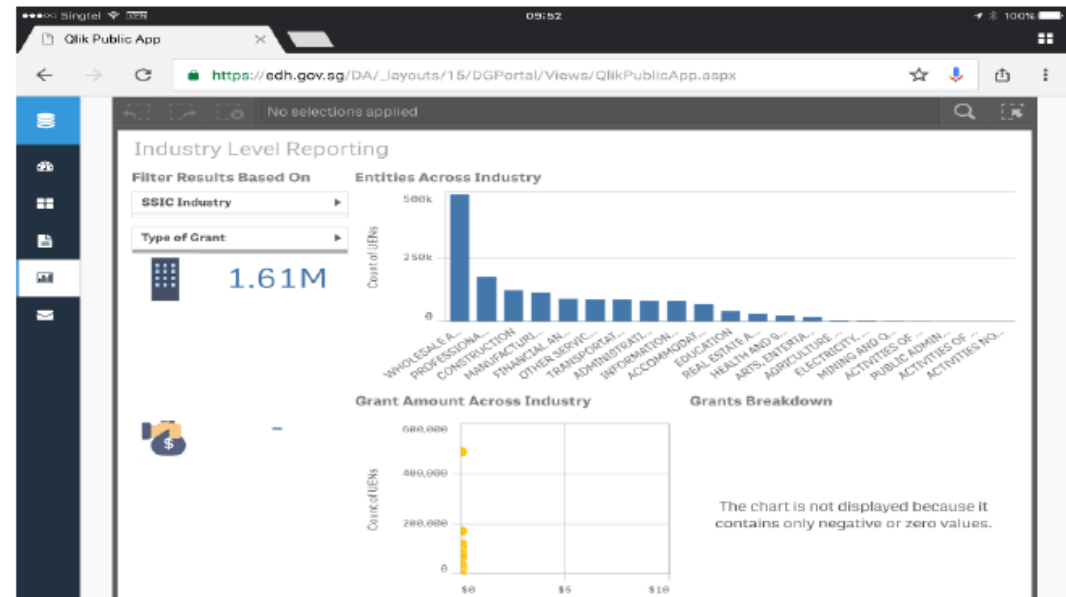 Singtel VPN 09:52 100%
Qlik Public App
https://edh.gov.sg/DA/_layouts/15/DGPortal/Views/QlikPublicApp.aspx
No selections applied
Industry Level Reporting
Filter Results Based On
SSIC Industry
Type of Grant
1.61M
Entities Across Industry
Count of UENs
500k
250k
0
WHOLESALE A...
PROFESSIONA...
CONSTRUCTION
MANUFACTURI...
FINANCIAL AN...
OTHER SERVIC...
TRANSPORTAT...
ADMINISTRATI...
INFORMATION...
ACCOMMODAT...
EDUCATION
REAL ESTATE A...
HEALTH AND S...
ARTS, ENTERTA...
AGRICULTURE ...
ELECTRICITY, ...
MINING AND Q...
ACTIVITIES OF ...
PUBLIC ADMIN...
ACTIVITIES OF ...
ACTIVITIES NO...
$
-
Grant Amount Across Industry
Count of UENs
600,000
400,000
200,000
0
$0 $5 $10
Grants Breakdown
The chart is not displayed because it
contains only negative or zero values.